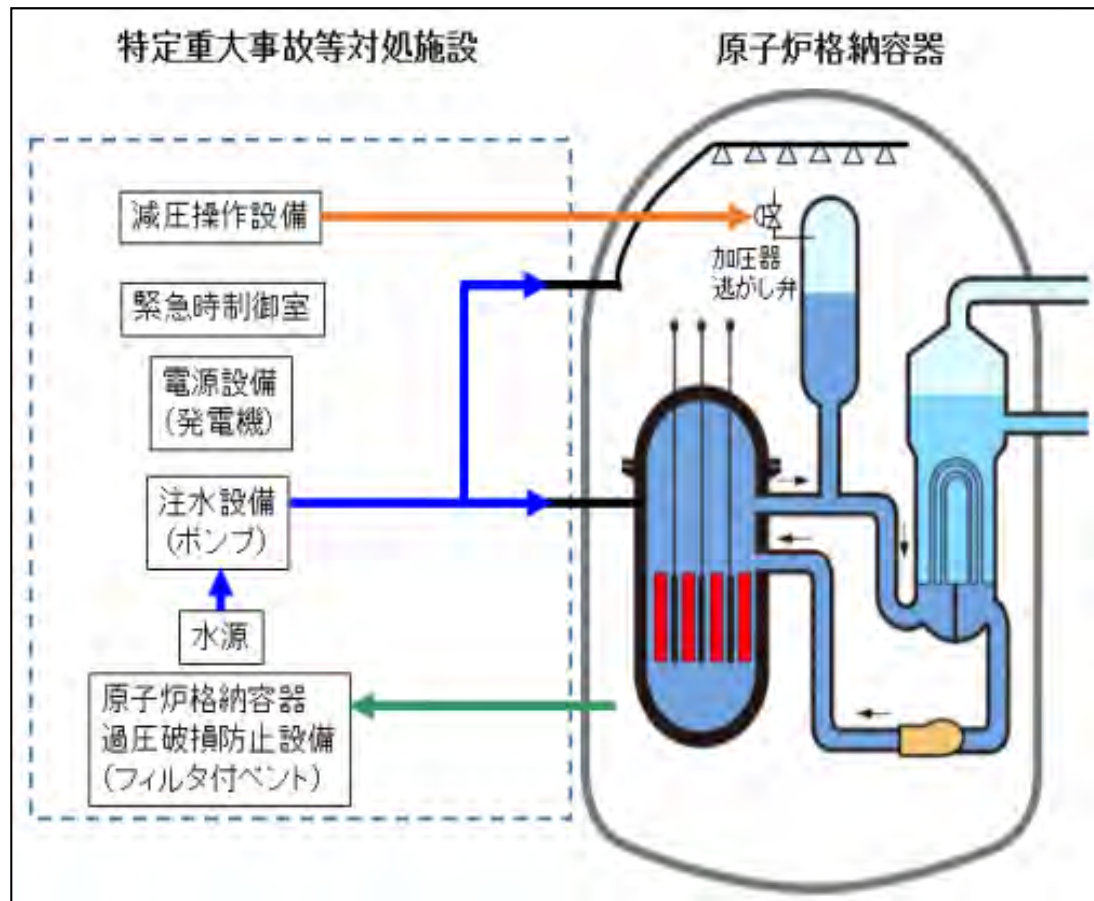 特定重大事故等対処施設
原子炉格納容器
減圧操作設備
緊急時制御室
電源設備
(発電機)
注水設備
(ポンプ)
水源
原子炉格納容器
過圧破損防止設備
(フィルタ付ベント)
加圧器
逃がし弁